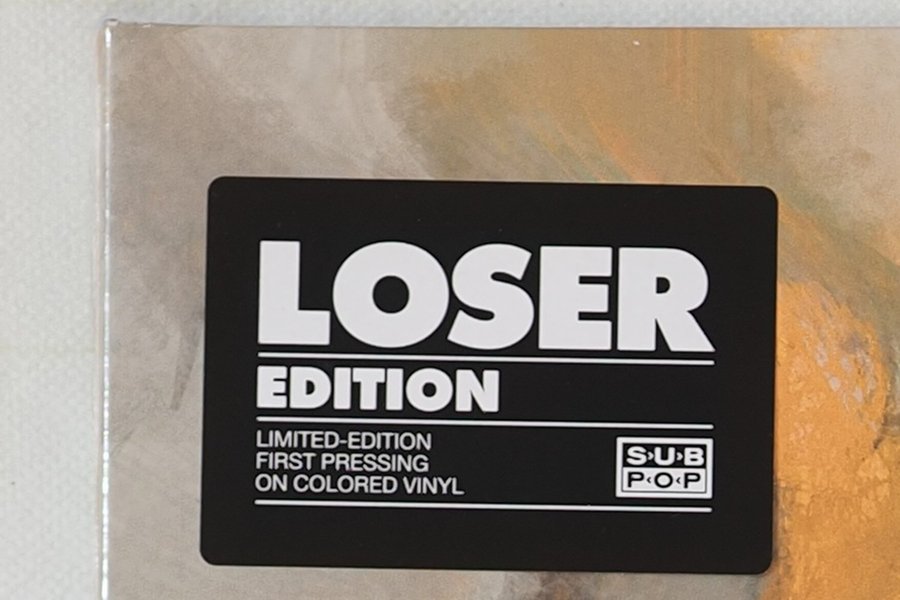 LOSER
EDITION
LIMITED-EDITION
FIRST PRESSING
ON COLORED VINYL
S›U›B
P‹O‹P